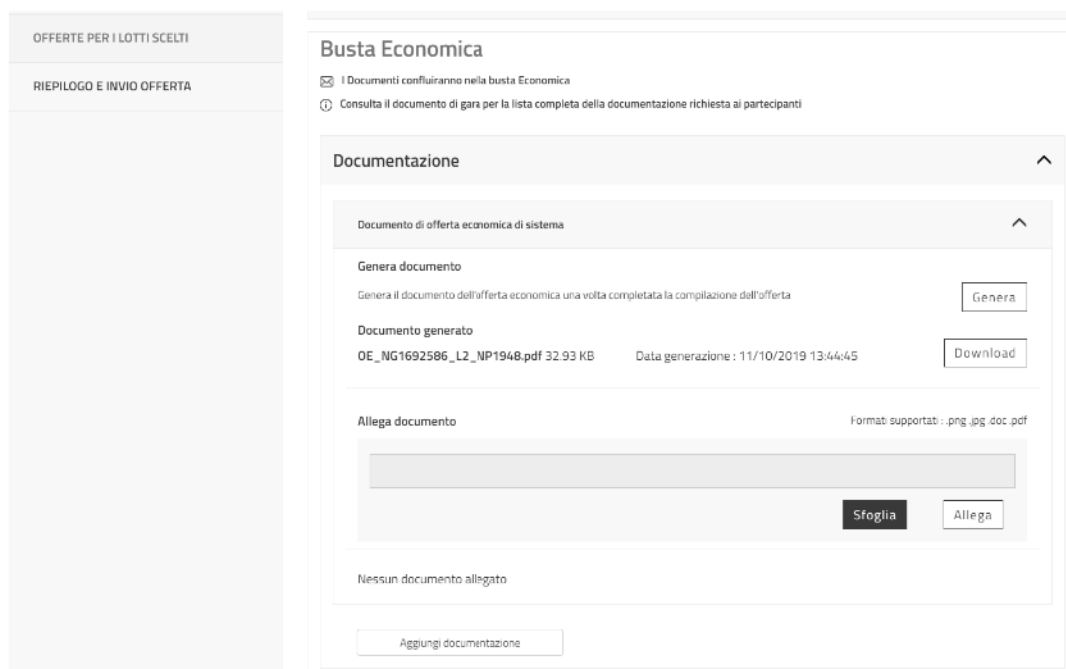 OFFERTE PER I LOTTI SCELTI
RIEPILOGO E INVIO OFFERTA
Busta Economica
I Documenti confluiranno nella busta Economica
Consulta il documento di gara per la lista completa della documentazione richiesta ai partecipanti
Documentazione
Documento di offerta economica di sistema
Genera documento
Genera il documento dell'offerta economica una volta completata la compilazione dell'offerta
Genera
Documento generato
OE_NG1692586_L2_NP1948.pdf 32.93 KB Data generazione : 11/10/2019 13:44:45
Download
Allega documento
Formati supportati : .png .jpg .doc .pdf
Sfoglia
Allega
Nessun documento allegato
Aggiungi documentazione